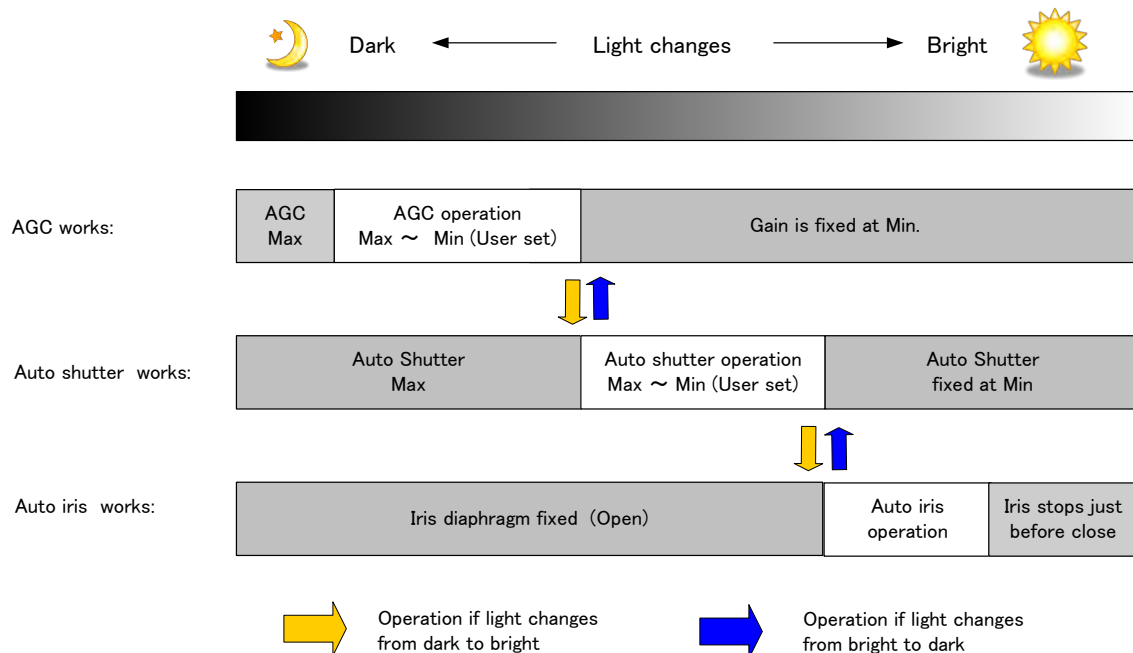 Dark
Light changes
Bright
AGC works:
AGC
Max
AGC operation
Max ～ Min (User set)
Gain is fixed at Min.
Auto shutter works:
Auto Shutter
Max
Auto shutter operation
Max ～ Min (User set)
Auto Shutter
fixed at Min
Auto iris works:
Iris diaphragm fixed (Open)
Auto iris
operation
Iris stops just
before close
Operation if light changes
from dark to bright
Operation if light changes
from bright to dark